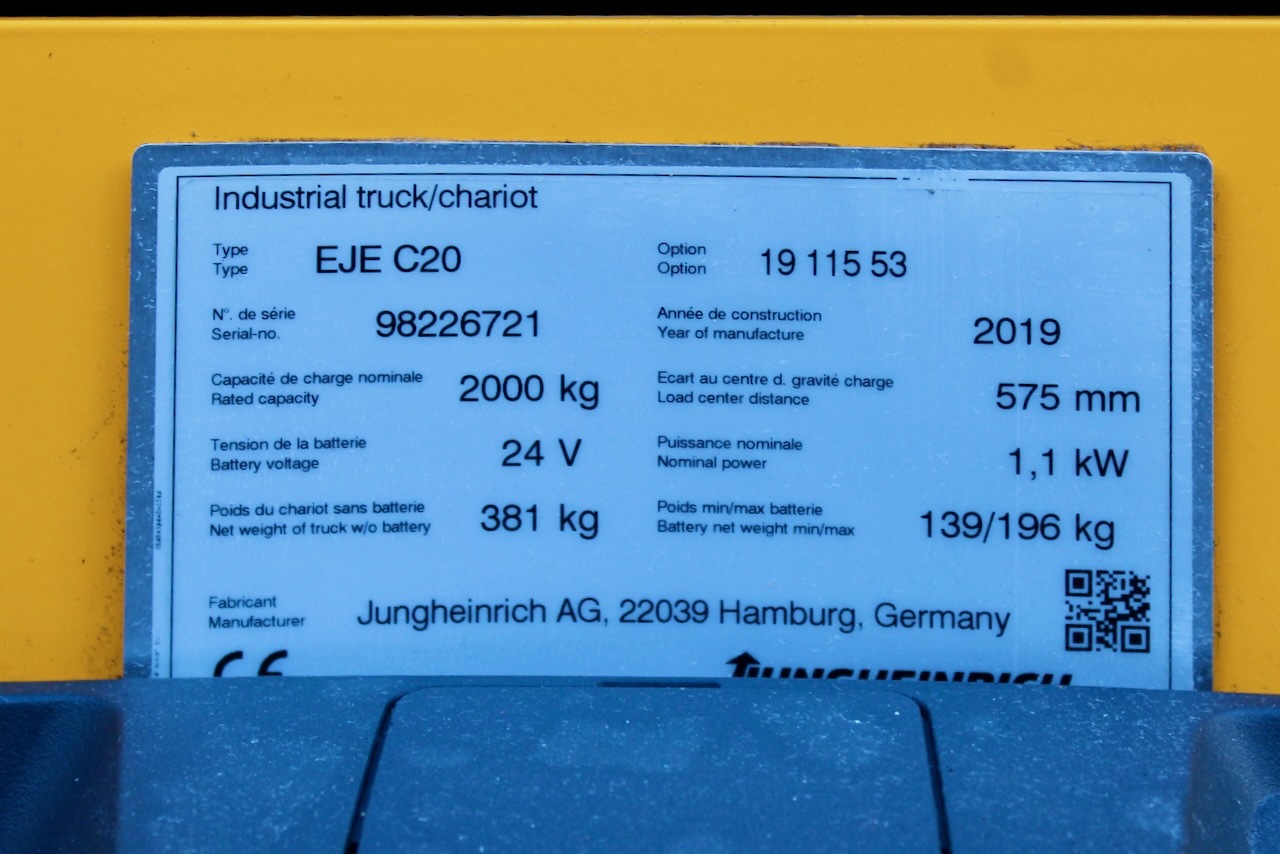 Industrial truck/chariot
Type
Type
EJE C20
Option
Option
19 115 53
N°. de série
Serial-no.
98226721
Année de construction
Year of manufacture
2019
Capacité de charge nominale
Rated capacity
2000 kg
Ecart au centre d. gravité charge
Load center distance
575 mm
Tension de la batterie
Battery voltage
24 V
Puissance nominale
Nominal power
1,1 kW
Poids du chariot sans batterie
Net weight of truck w/o battery
381 kg
Poids min/max batterie
Battery net weight min/max
139/196 kg
Fabricant
Manufacturer
Jungheinrich AG, 22039 Hamburg, Germany
CE
JUNGHEINRICH